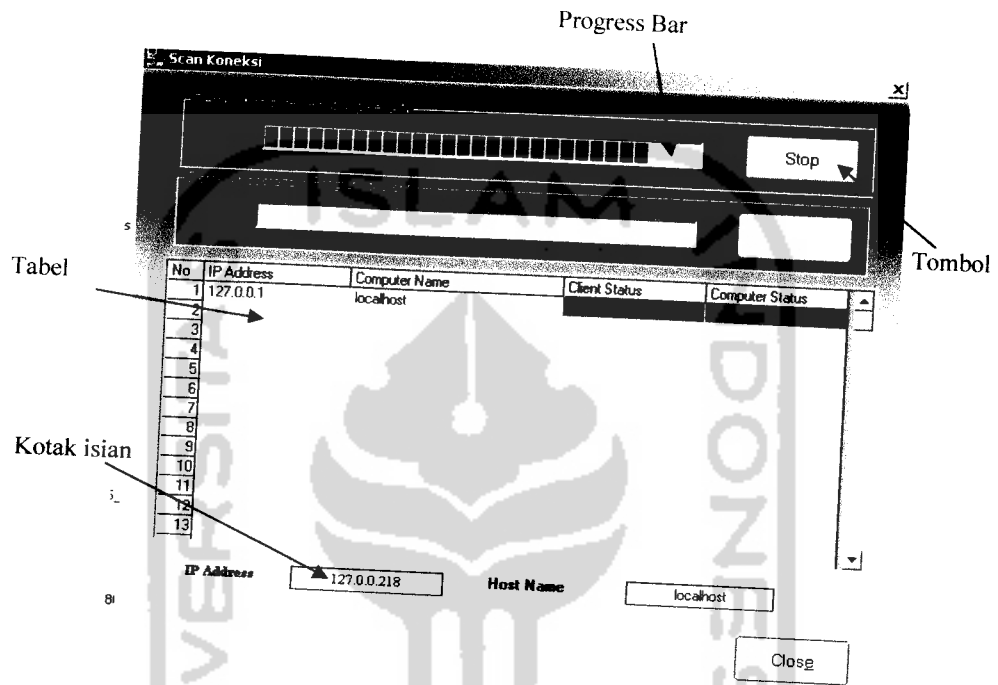 Progress Bar
Scan Koneksi
Stop
ISLAM
Tombol
Tabel
No IP Address Computer Name Client Status Computer Status
1 127.0.0.1 localhost
2
3
4
5
6
7
8
9
10
11
12
13
Kotak isian
IP Address 127.0.0.218 Host Name localhost
Close